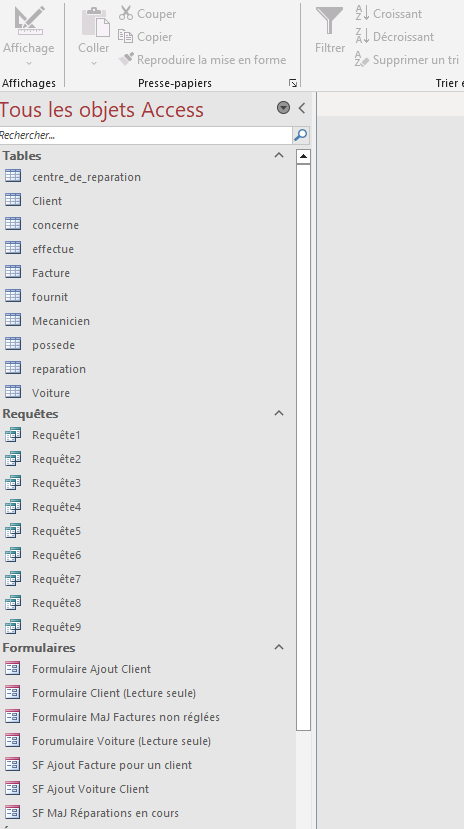 Affichage
Coller
Couper
Copier
Reproduire la mise en forme
Filtrer
Croissant
Décroissant
Supprimer un tri
Affichages
Presse-papiers
Trier e
Tous les objets Access
Rechercher...
Tables
centre_de_reparation
Client
concerne
effectue
Facture
fournit
Mecanicien
possede
reparation
Voiture
Requêtes
Requête1
Requête2
Requête3
Requête4
Requête5
Requête6
Requête7
Requête8
Requête9
Formulaires
Formulaire Ajout Client
Formulaire Client (Lecture seule)
Formulaire MaJ Factures non réglées
Forumulaire Voiture (Lecture seule)
SF Ajout Facture pour un client
SF Ajout Voiture Client
SF MaJ Réparations en cours